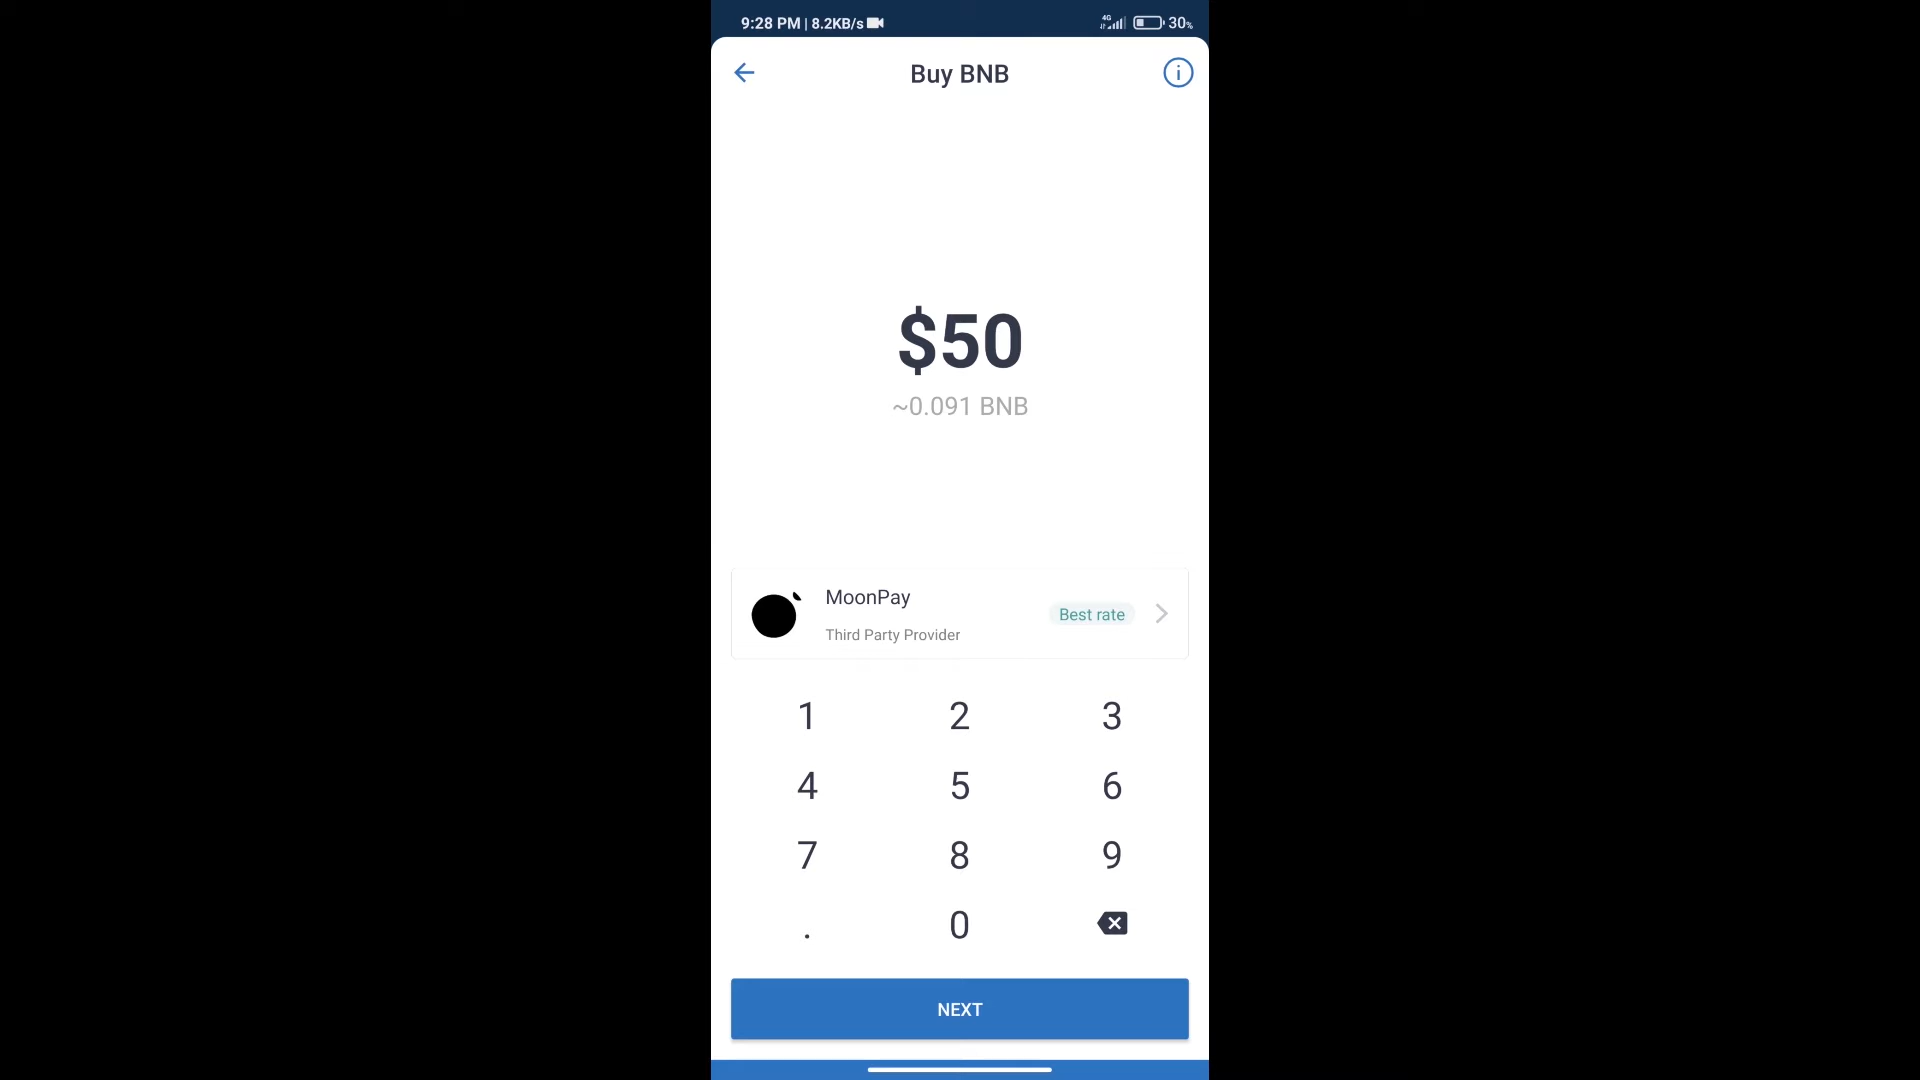 9:28 PM | 8.2KB/s 4G 30%
Buy BNB
$50
~0.091 BNB
MoonPay
Best rate
Third Party Provider
1 2 3
4 5 6
7 8 9
. 0
NEXT